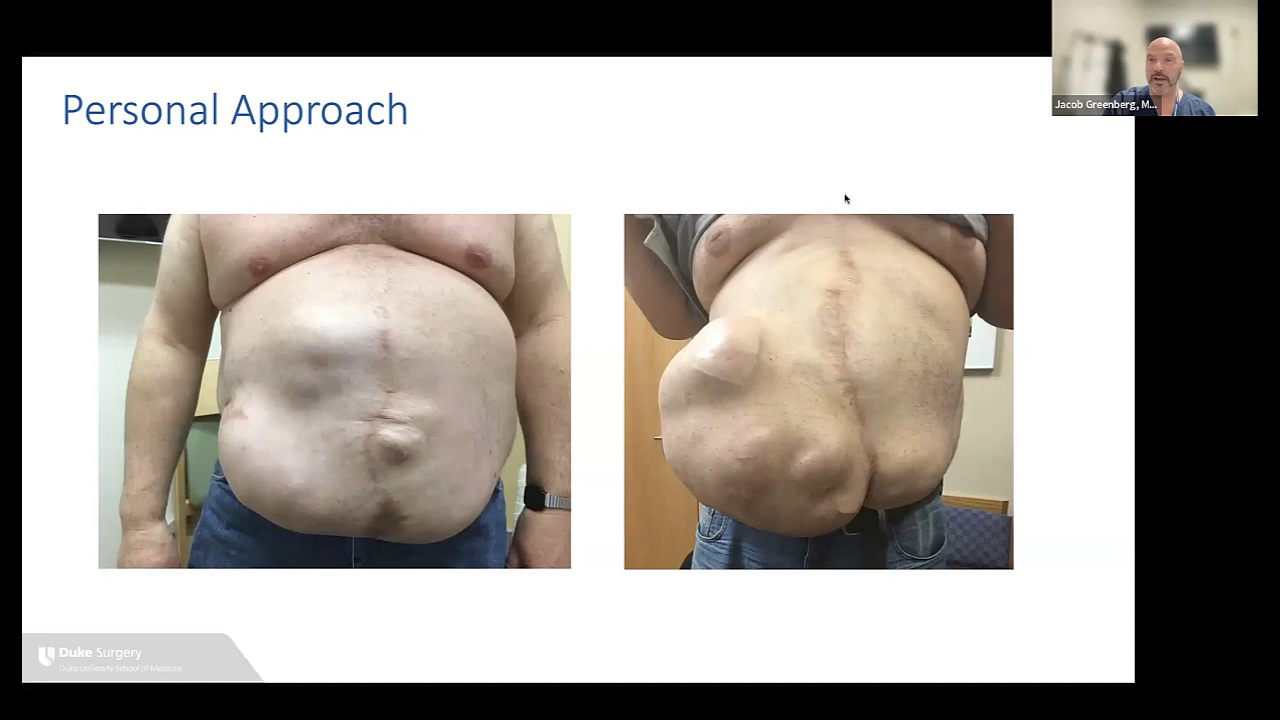 Personal Approach
Jacob Greenberg, M...
Duke Surgery
Duke University School of Medicine